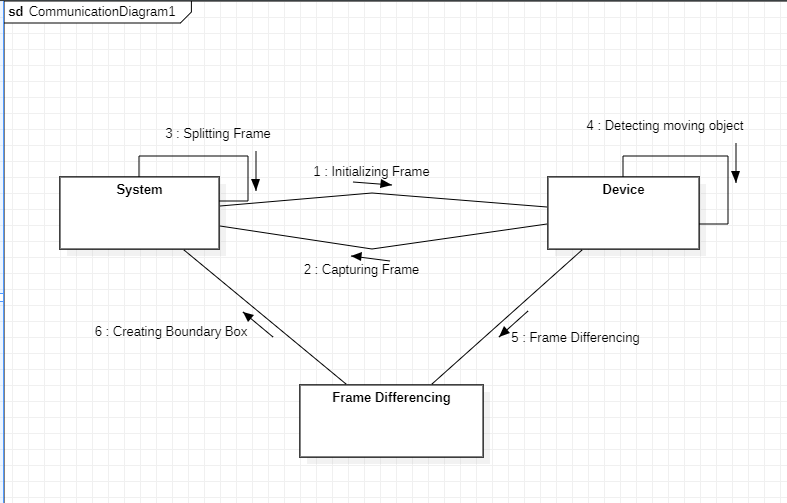 sd CommunicationDiagram1
4 : Detecting moving object
3 : Splitting Frame
1 : Initializing Frame
System
Device
2 : Capturing Frame
6 : Creating Boundary Box
5 : Frame Differencing
Frame Differencing